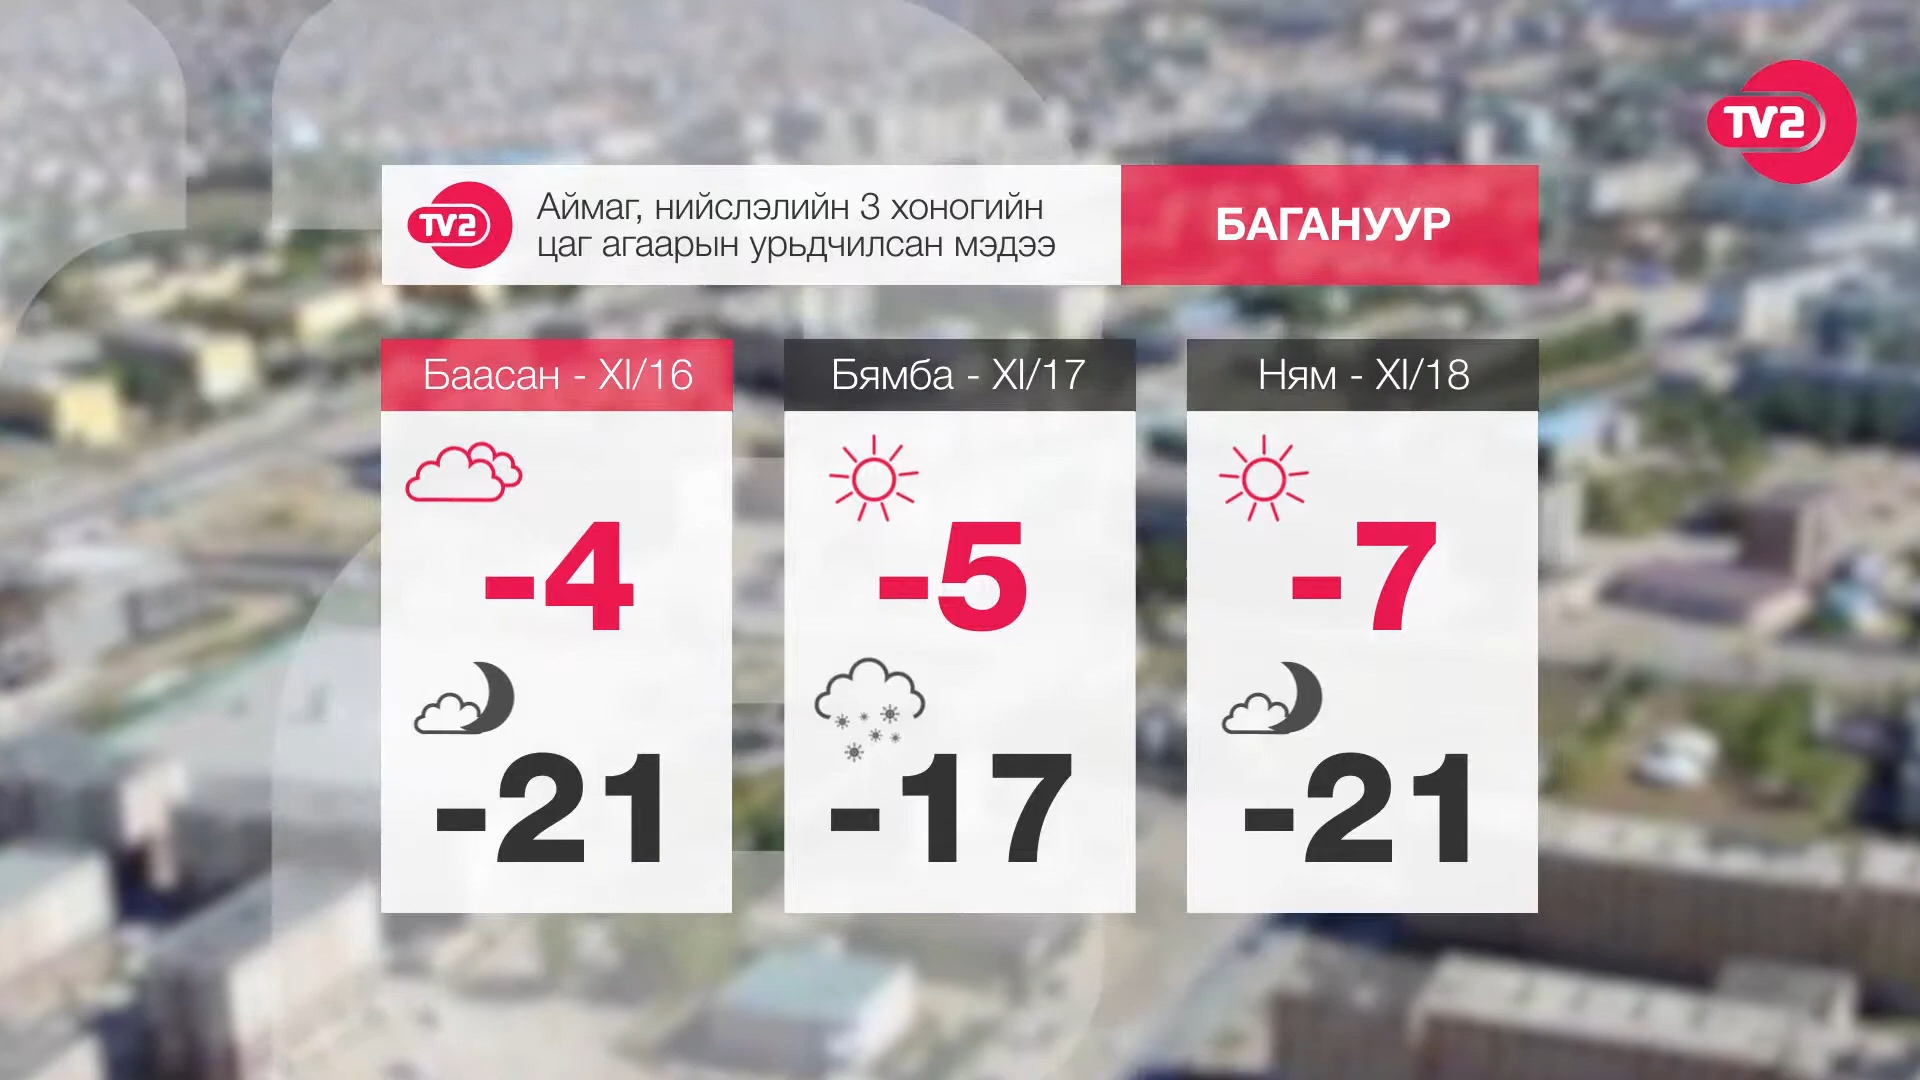 TV2
TV2
Аймаг, нийслэлийн 3 хоногийн
цаг агаарын урьдчилсан мэдээ
БАГАНУУР
Баасан - XI/16
-4
-21
Бямба - XI/17
-5
-17
Ням - XI/18
-7
-21